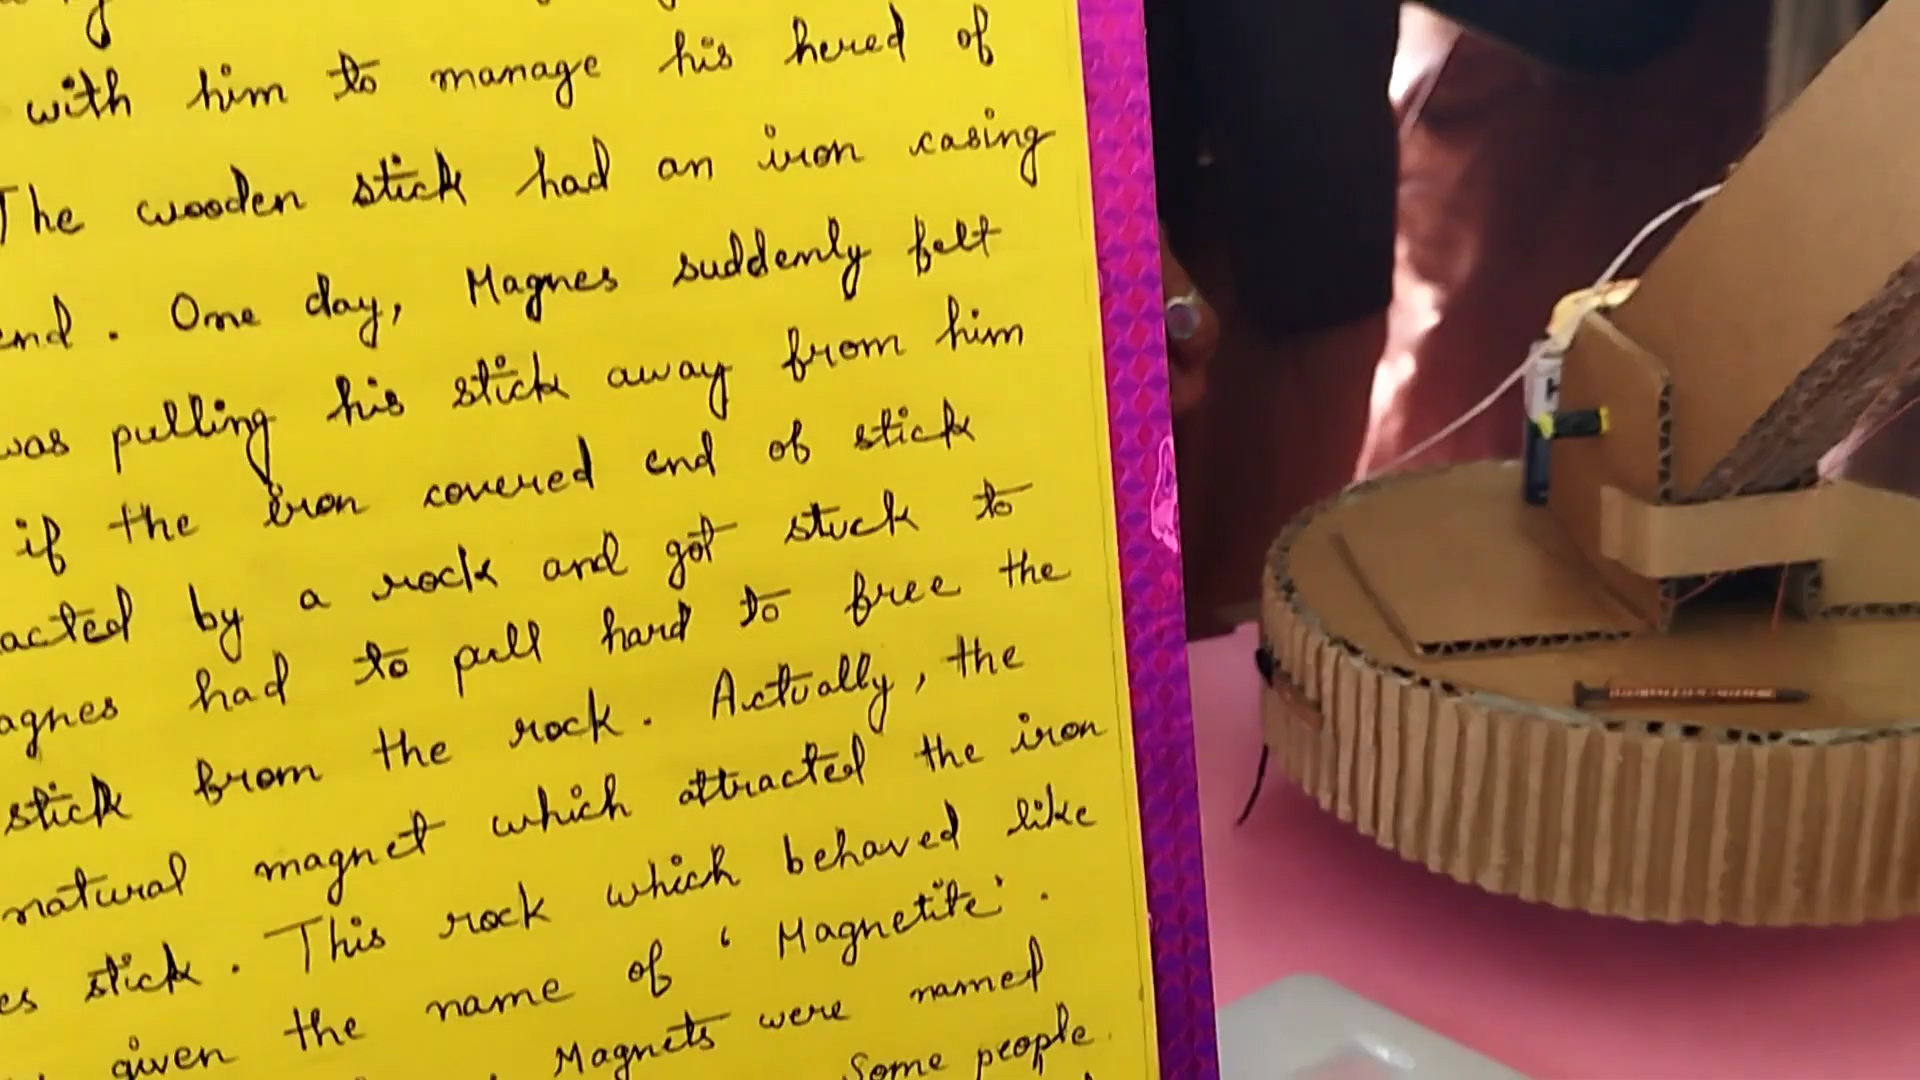 with him to manage his hered of
The wooden stick had an iron casing
end. One day, Magnes suddenly felt
was pulling his stick away from him
if the iron covered end of stick
acted by a rock and got stuck to
agnes had to pull hard to free the
stick from the rock. Actually, the
natural magnet which attracted the iron
es stick. This rock which behaved like
given the name of 'Magnetite'.
Magnets were named
Some people